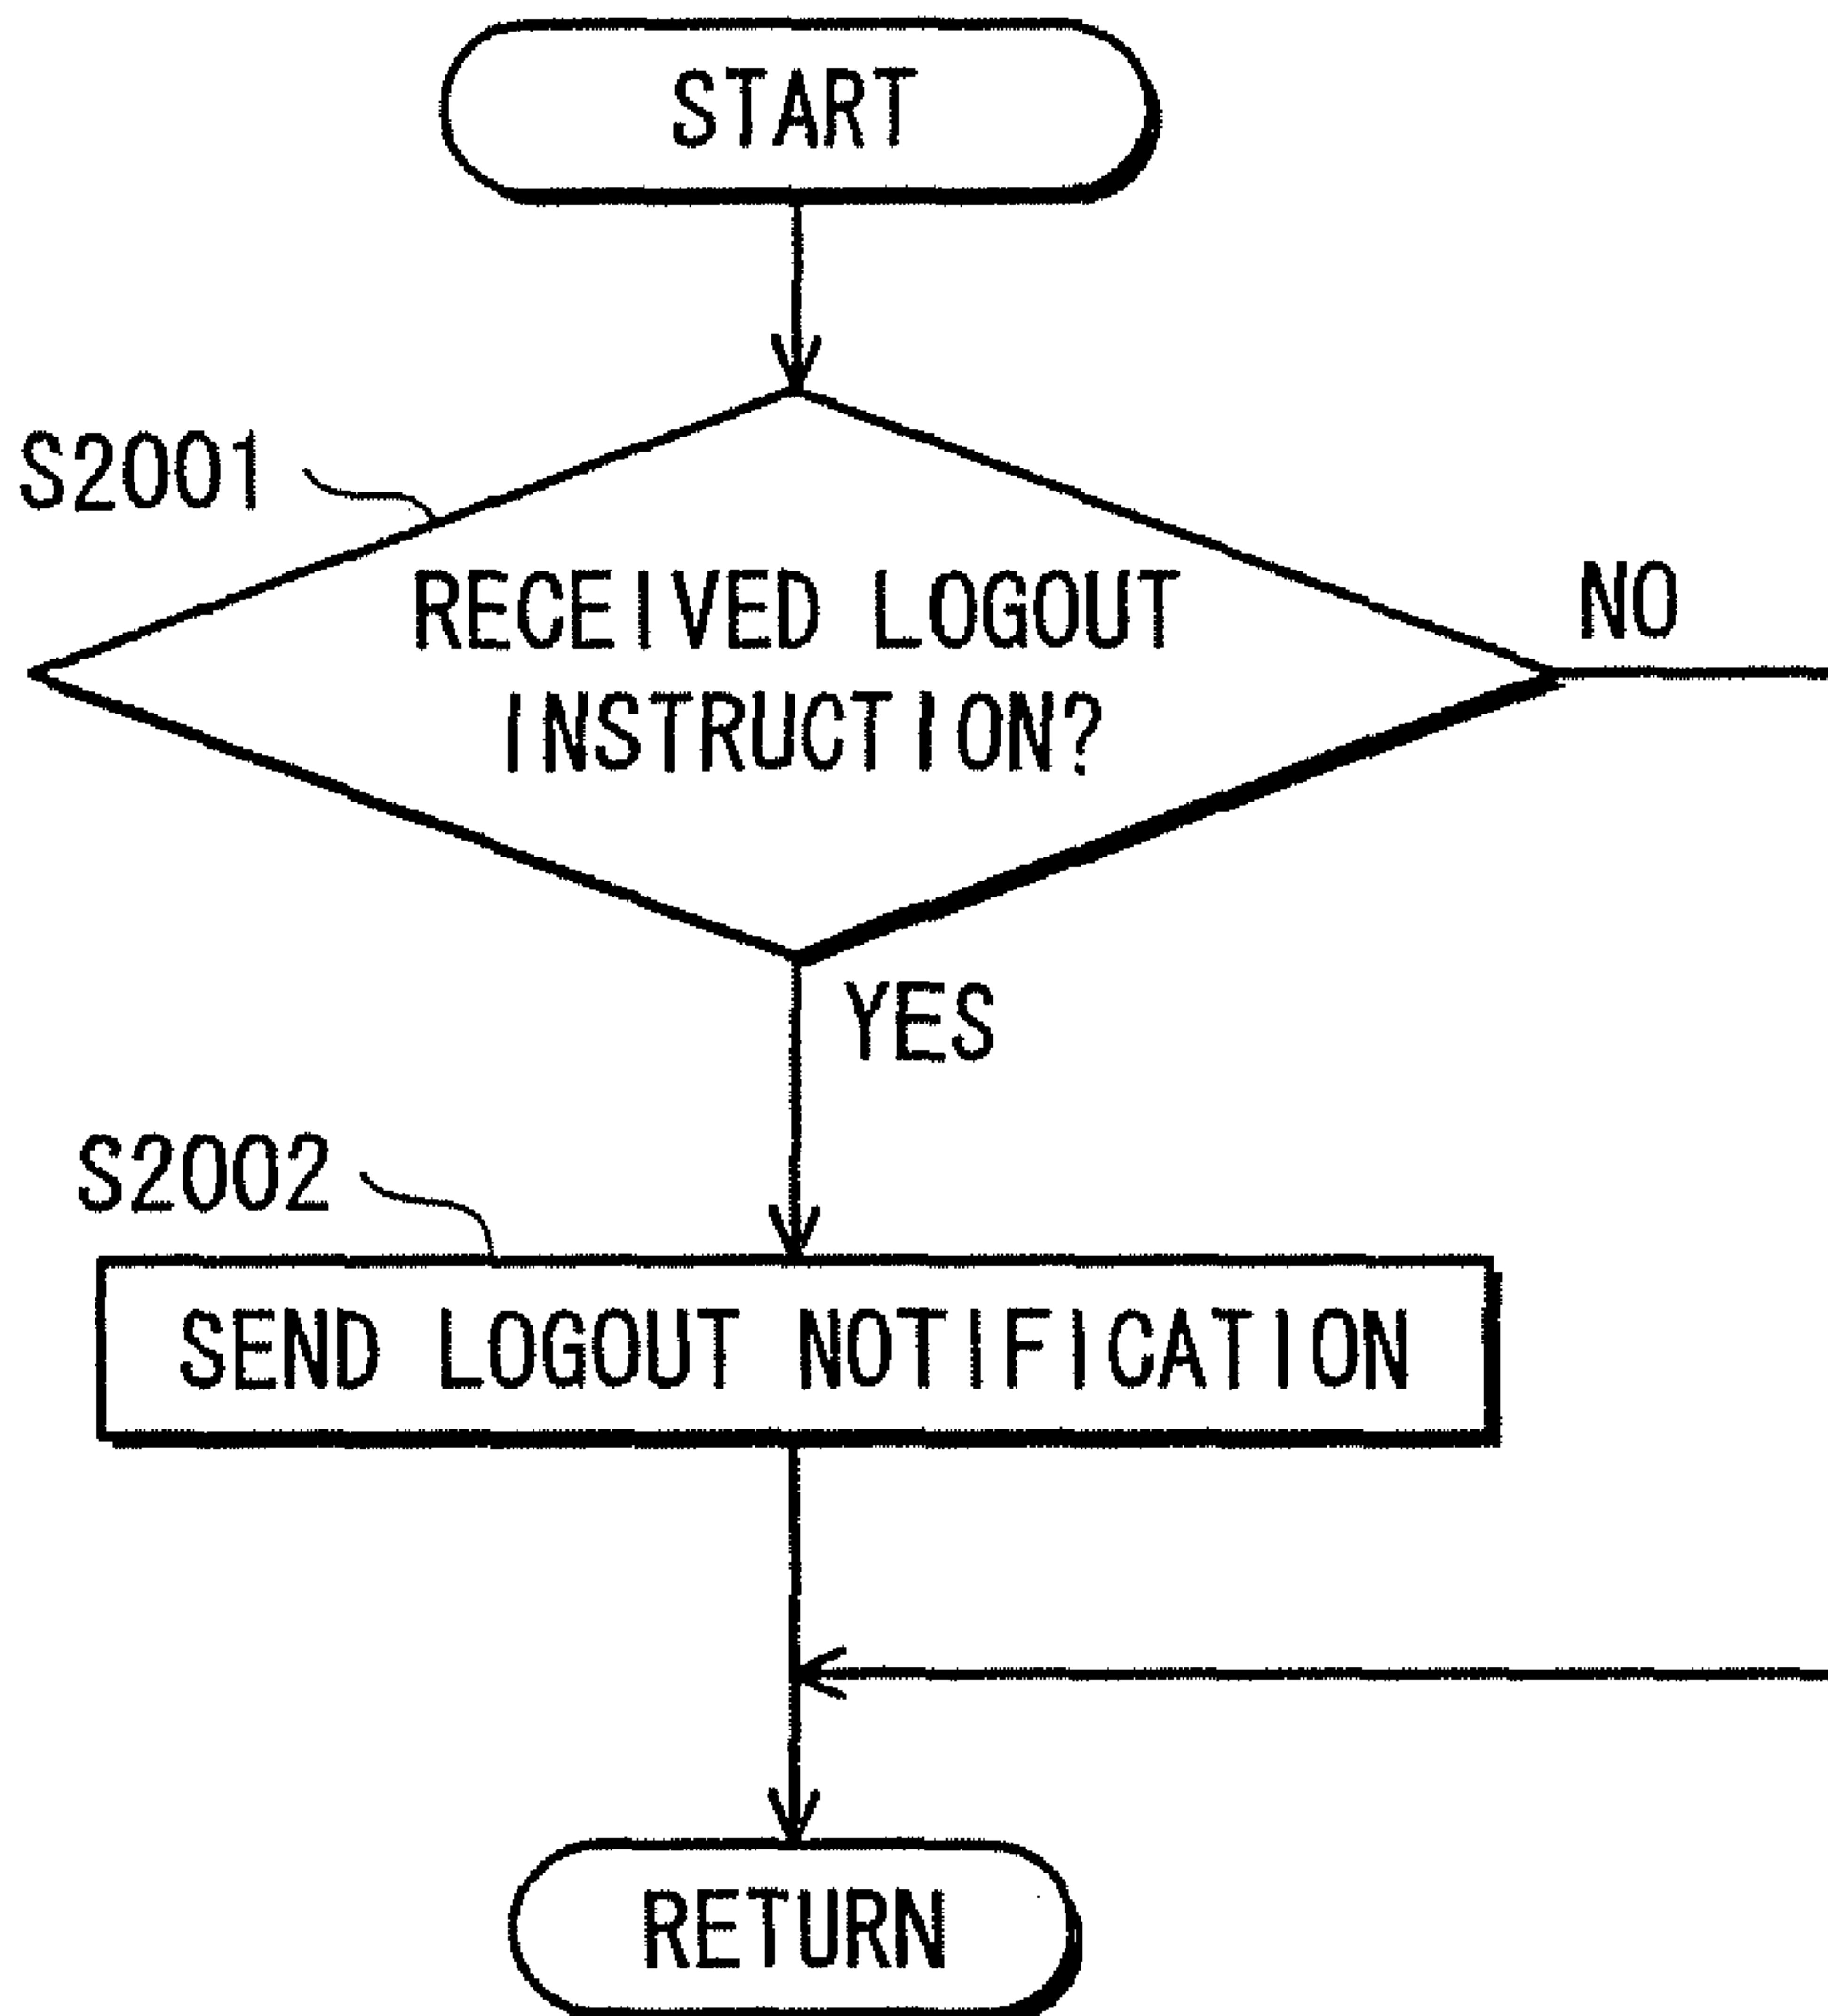 START
S2001
RECEIVED LOGOUT
INSTRUCTION?
NO
YES
S2002
SEND LOGOUT NOTIFICATION
RETURN